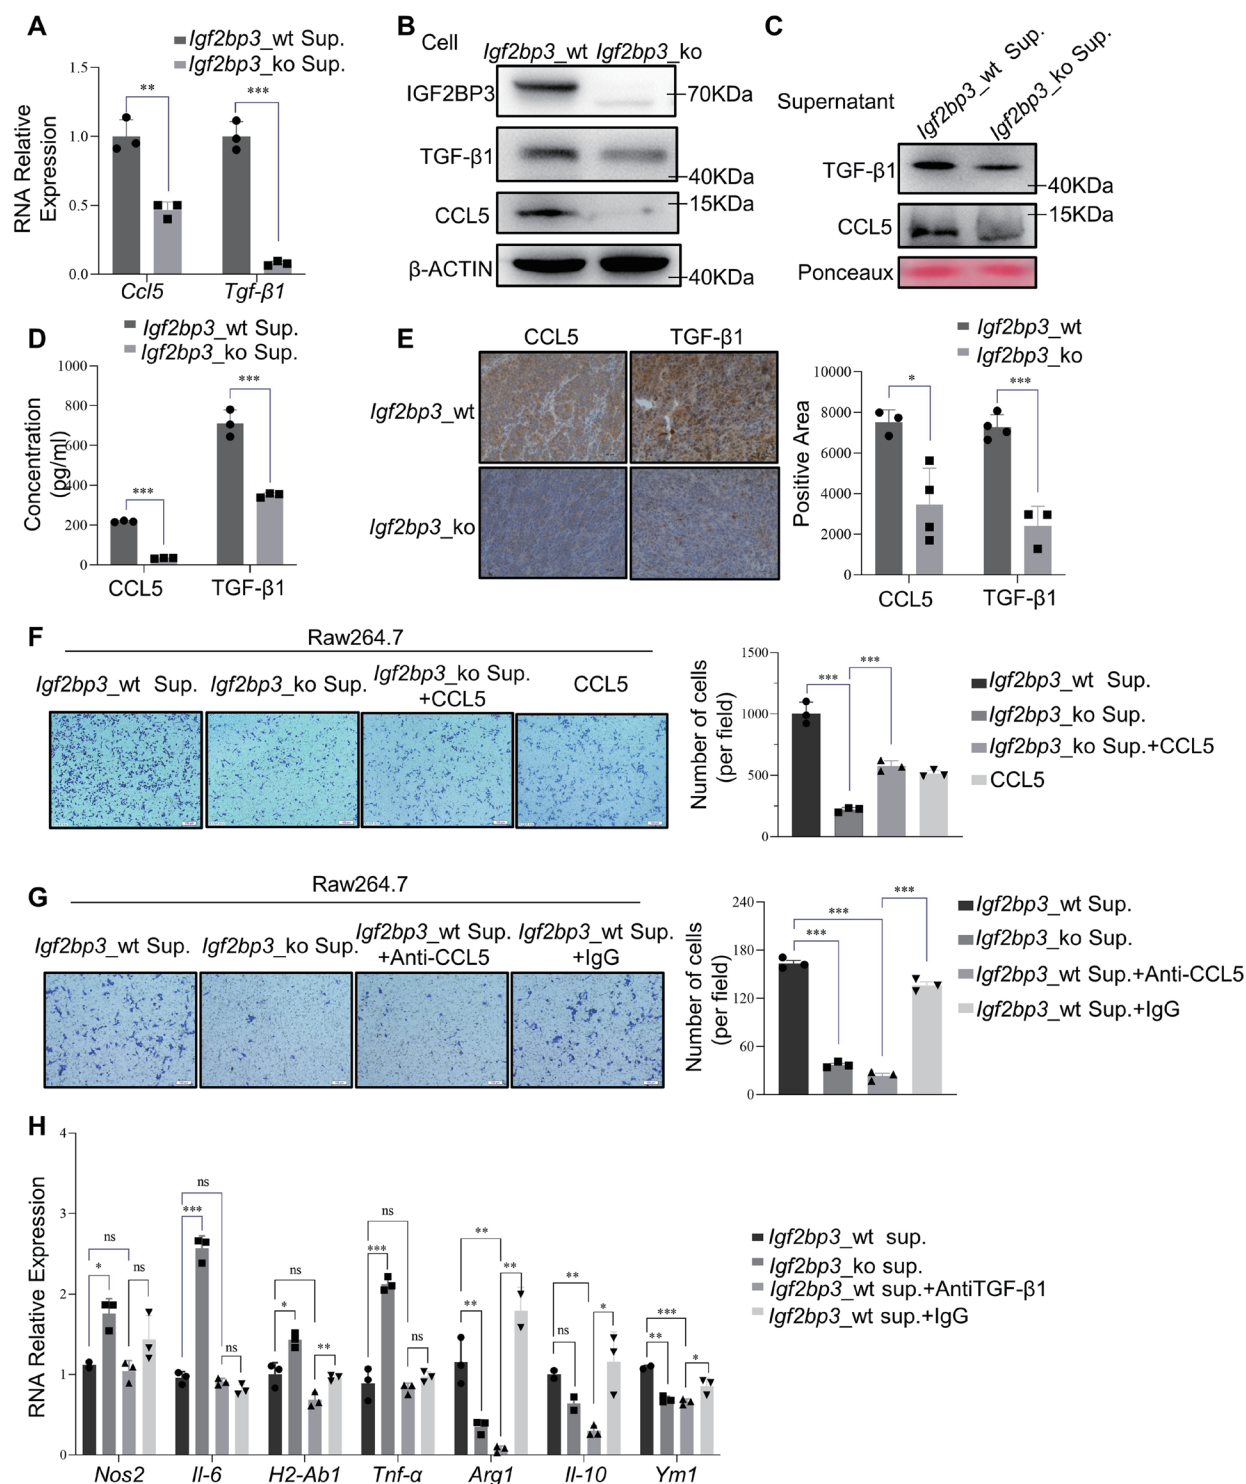 A
Igf2bp3_wt Sup.
Igf2bp3_ko Sup.
RNA Relative
Expression
1.5
1.0
0.5
0.0
**
***
Ccl5
Tgf-β1
B
Cell
Igf2bp3_wt
Igf2bp3_ko
IGF2BP3
70KDa
TGF-β1
40KDa
CCL5
15KDa
β-ACTIN
40KDa
C
Supernatant
Igf2bp3_wt Sup.
Igf2bp3_ko Sup.
TGF-β1
40KDa
CCL5
15KDa
Ponceaux
D
Igf2bp3_wt Sup.
Igf2bp3_ko Sup.
Concentration
(pg/ml)
1000
800
600
400
200
0
***
***
CCL5
TGF-β1
E
CCL5
TGF-β1
Igf2bp3_wt
Igf2bp3_ko
Igf2bp3_wt
Igf2bp3_ko
Positive Area
10000
8000
6000
4000
2000
0
*
***
CCL5
TGF-β1
F
Raw264.7
Igf2bp3_wt Sup.
Igf2bp3_ko Sup.
Igf2bp3_ko Sup.
+CCL5
CCL5
Number of cells
(per field)
1500
1000
500
0
***
***
Igf2bp3_wt Sup.
Igf2bp3_ko Sup.
Igf2bp3_ko Sup.+CCL5
CCL5
G
Raw264.7
Igf2bp3_wt Sup.
Igf2bp3_ko Sup.
Igf2bp3_wt Sup.
+Anti-CCL5
Igf2bp3_wt Sup.
+IgG
Number of cells
(per field)
240
180
120
60
0
***
***
***
Igf2bp3_wt Sup.
Igf2bp3_ko Sup.
Igf2bp3_wt Sup.+Anti-CCL5
Igf2bp3_wt Sup.+IgG
H
RNA Relative Expression
4
3
2
1
0
ns
*
ns
ns
***
ns
ns
*
**
ns
***
ns
**
**
**
**
ns
*
***
**
*
Nos2
Il-6
H2-Ab1
Tnf-α
Arg1
Il-10
Ym1
Igf2bp3_wt sup.
Igf2bp3_ko sup.
Igf2bp3_wt sup.+AntiTGF-β1
Igf2bp3_wt sup.+IgG